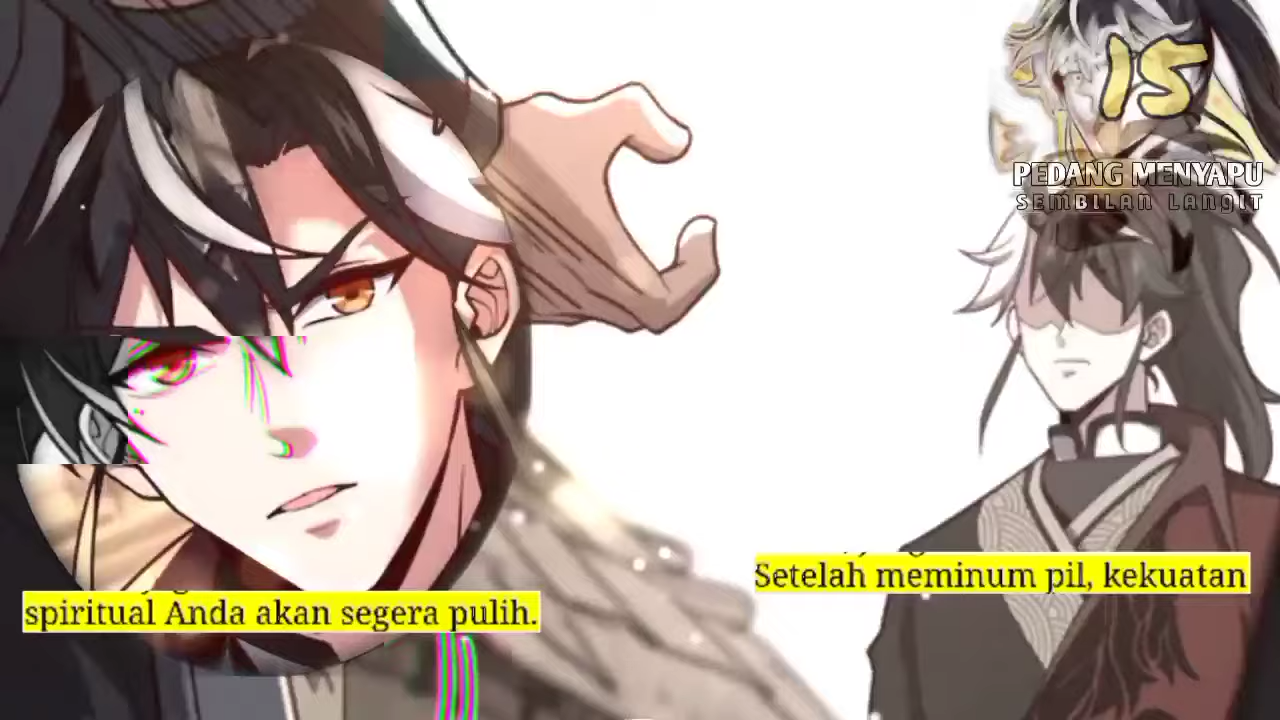 15
PEDANG MENYAPU
SEMBILAN LANGIT
Setelah meminum pil, kekuatan
spiritual Anda akan segera pulih.